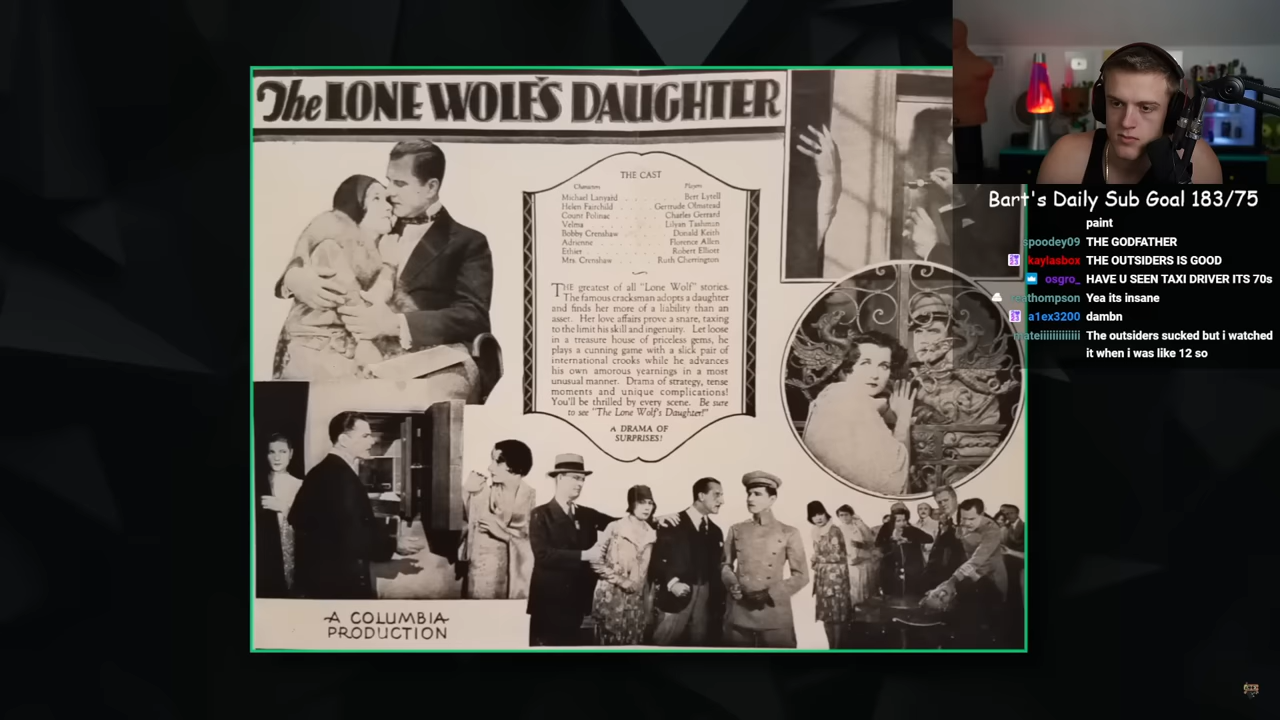 The LONE WOLF'S DAUGHTER
THE CAST
Characters Players
Michael Lanyard . . . . Bert Lytell
Helen Fairchild . . . . Gertrude Olmstead
Count Polinac . . . . Charles Gerrard
Velma . . . . Lilyan Tashman
Bobby Crenshaw . . . . Donald Keith
Adrienne . . . . Florence Allen
Ethier . . . . Robert Elliott
Mrs. Crenshaw . . . . Ruth Cherrington
THE greatest of all "Lone Wolf" stories.
The famous cracksman adopts a daughter
and finds her more of a liability than an
asset. Her love affairs prove a snare, taxing
to the limit his skill and ingenuity. Let loose
in a treasure house of priceless gems, he
plays a cunning game with a slick pair of
international crooks while he advances
his own amorous yearnings in a most
unusual manner. Drama of strategy, tense
moments and unique complications!
You'll be thrilled by every scene. Be sure
to see "The Lone Wolf's Daughter!"
A DRAMA OF
SURPRISES!
A COLUMBIA
PRODUCTION
Bart's Daily Sub Goal 183/75
paint
spoodey09 THE GODFATHER
kaylasbox THE OUTSIDERS IS GOOD
osgro_ HAVE U SEEN TAXI DRIVER ITS 70s
Yea its insane
a1ex3200 dambn
The outsiders sucked but i watched
it when i was like 12 so